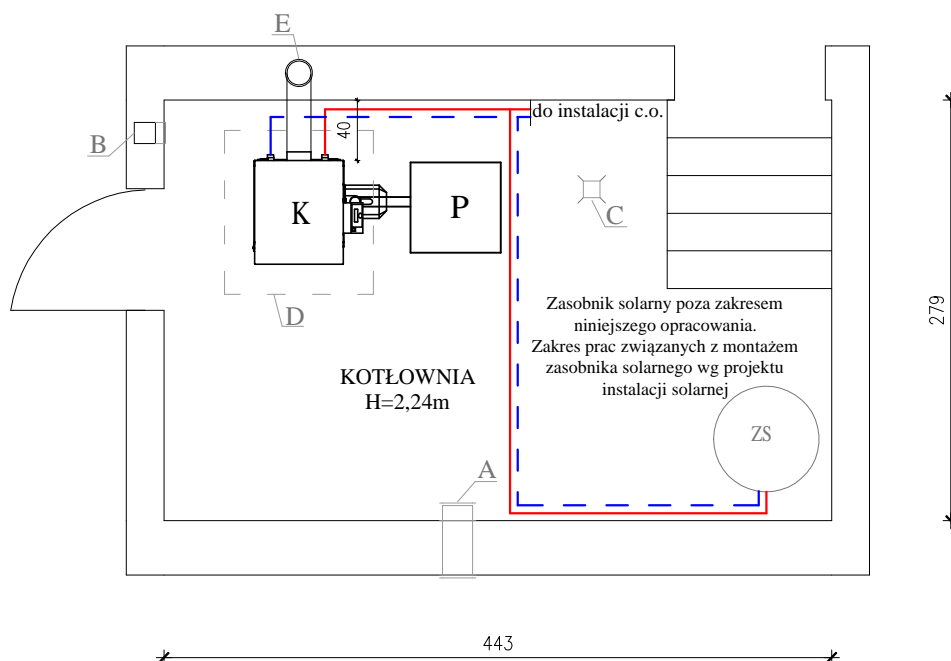 E
B
40
do instalacji c.o.
K
P
C
D
Zasobnik solarny poza zakresem
niniejszego opracowania.
Zakres prac związanych z montażem
zasobnika solarnego wg projektu
instalacji solarnej
279
KOTŁOWNIA
H=2,24m
ZS
A
443